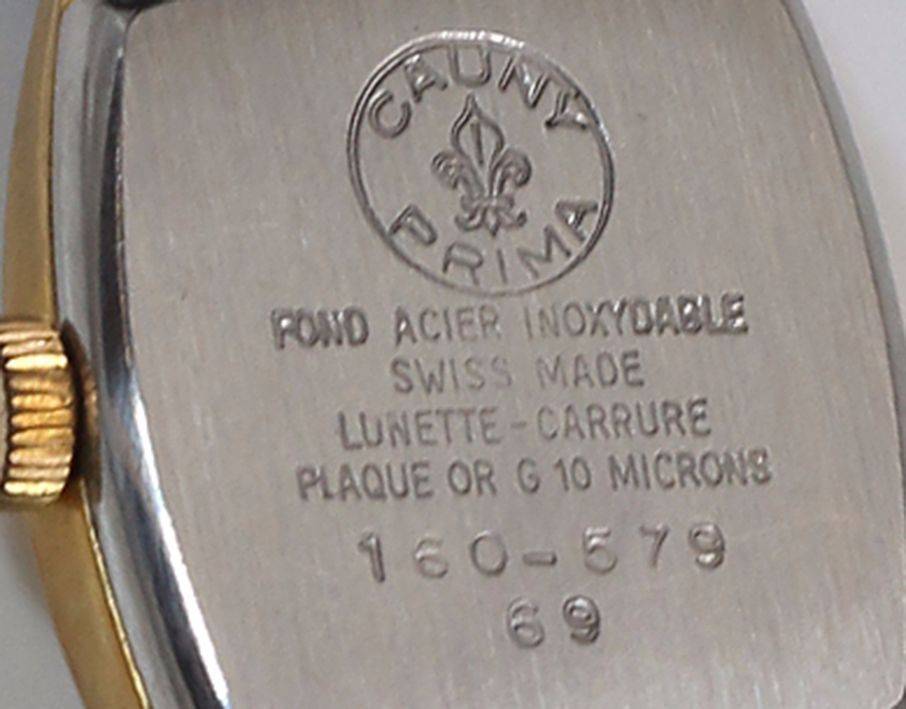 CAUNY
PRIMA
FOND ACIER INOXYDABLE
SWISS MADE
LUNETTE-CARRURE
PLAQUE OR G 10 MICRONS
160-579
69